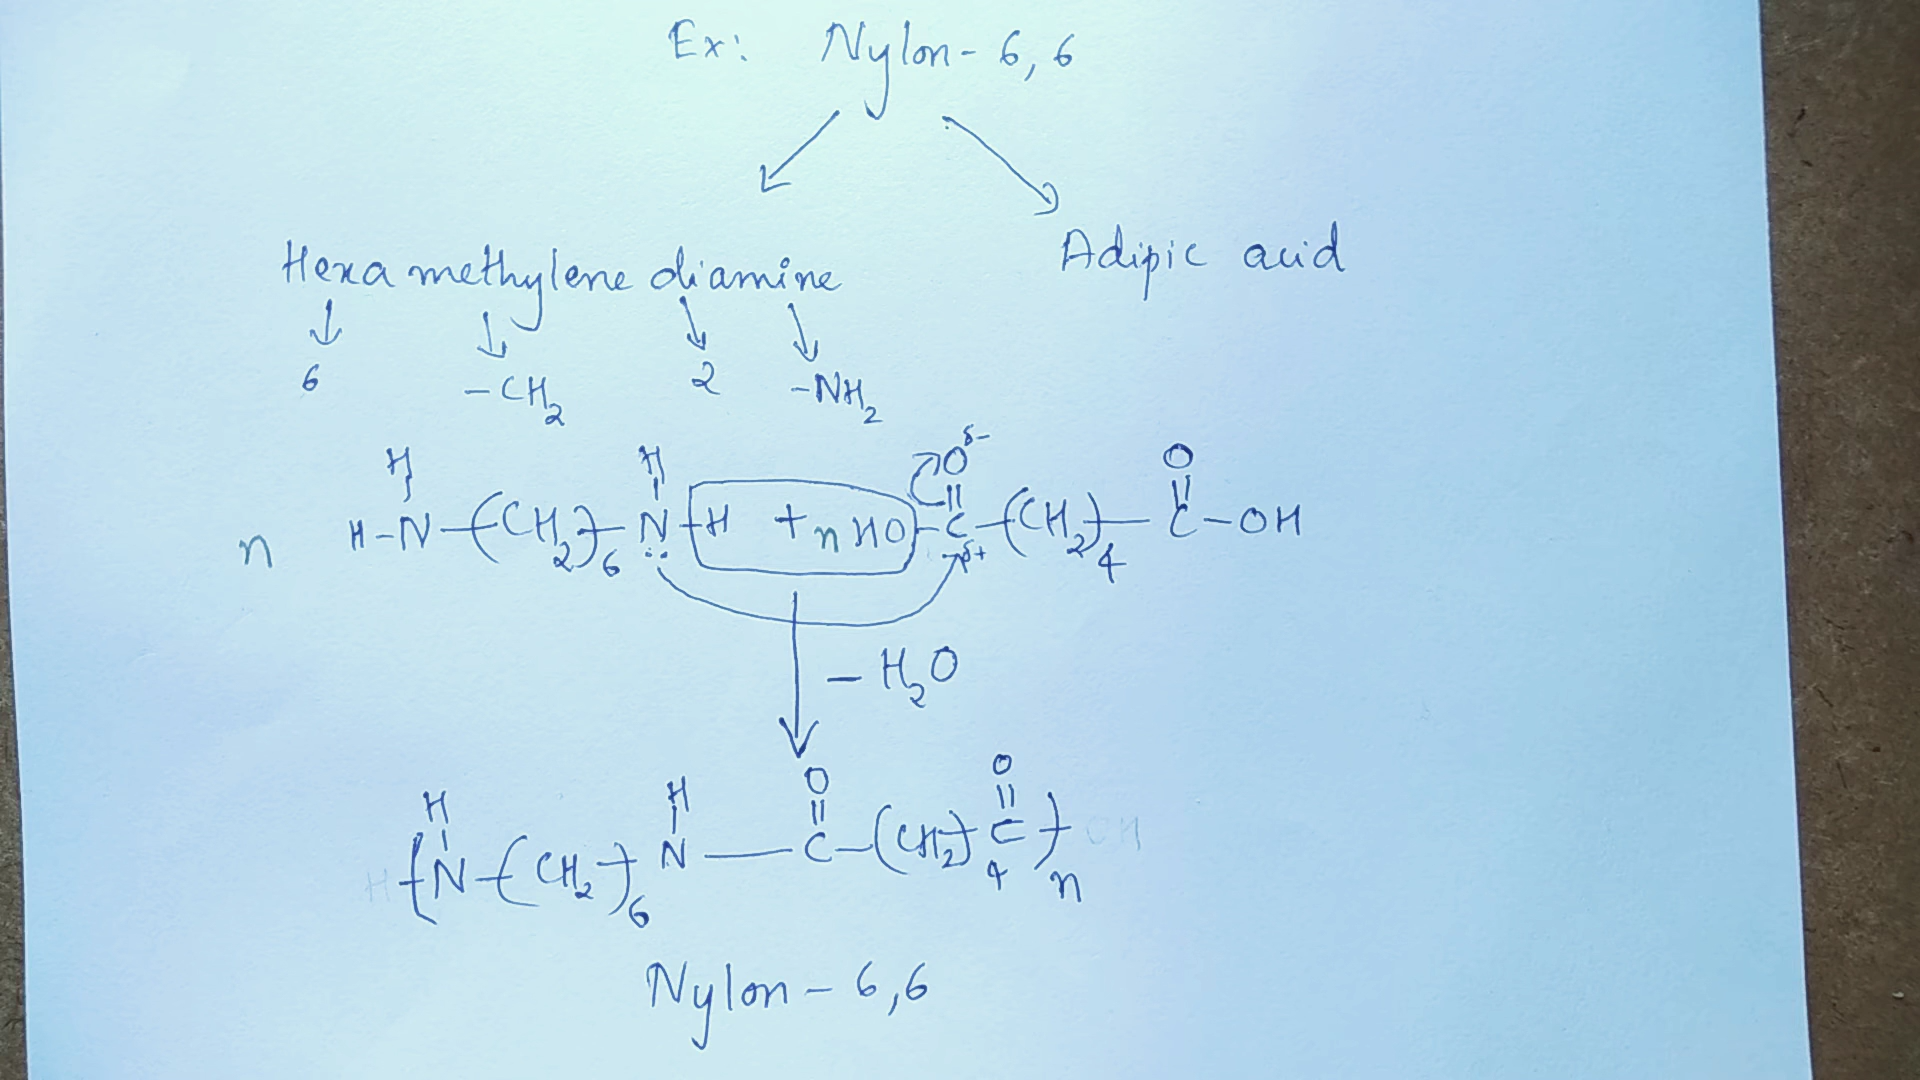 Ex: Nylon-6,6
Hexa methylene diamine Adipic acid
6 -CH2 2 -NH2
H H O δ- O
n H-N-(CH2)6-N-H + n HO-C-(CH2)4-C-OH
δ+
-H2O
H H O O
H-(N-(CH2)6-N-C-(CH2)4-C-)n OH
Nylon-6,6